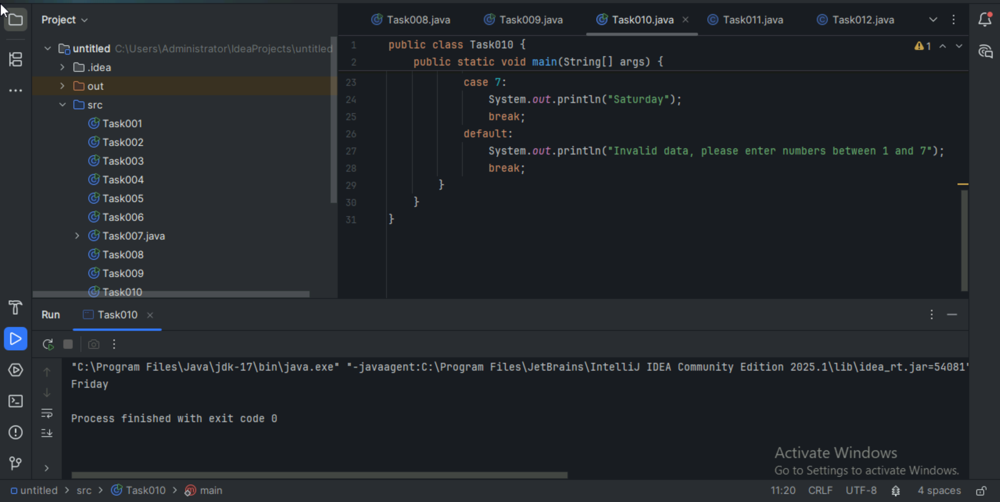 Project
Task008.java
Task009.java
Task010.java
Task011.java
Task012.java
untitled C:\Users\Administrator\IdeaProjects\untitled
.idea
out
src
Task001
Task002
Task003
Task004
Task005
Task006
Task007.java
Task008
Task009
Task010
1 public class Task010 {
1
2 public static void main(String[] args) {
23 case 7:
24 System.out.println("Saturday");
25 break;
26 default:
27 System.out.println("Invalid data, please enter numbers between 1 and 7");
28 break;
29 }
30 }
31 }
Run Task010
"C:\Program Files\Java\jdk-17\bin\java.exe" "-javaagent:C:\Program Files\JetBrains\IntelliJ IDEA Community Edition 2025.1\lib\idea_rt.jar=54081"
Friday
Process finished with exit code 0
Activate Windows
Go to Settings to activate Windows.
untitled > src > Task010 > main
11:20 CRLF UTF-8 4 spaces